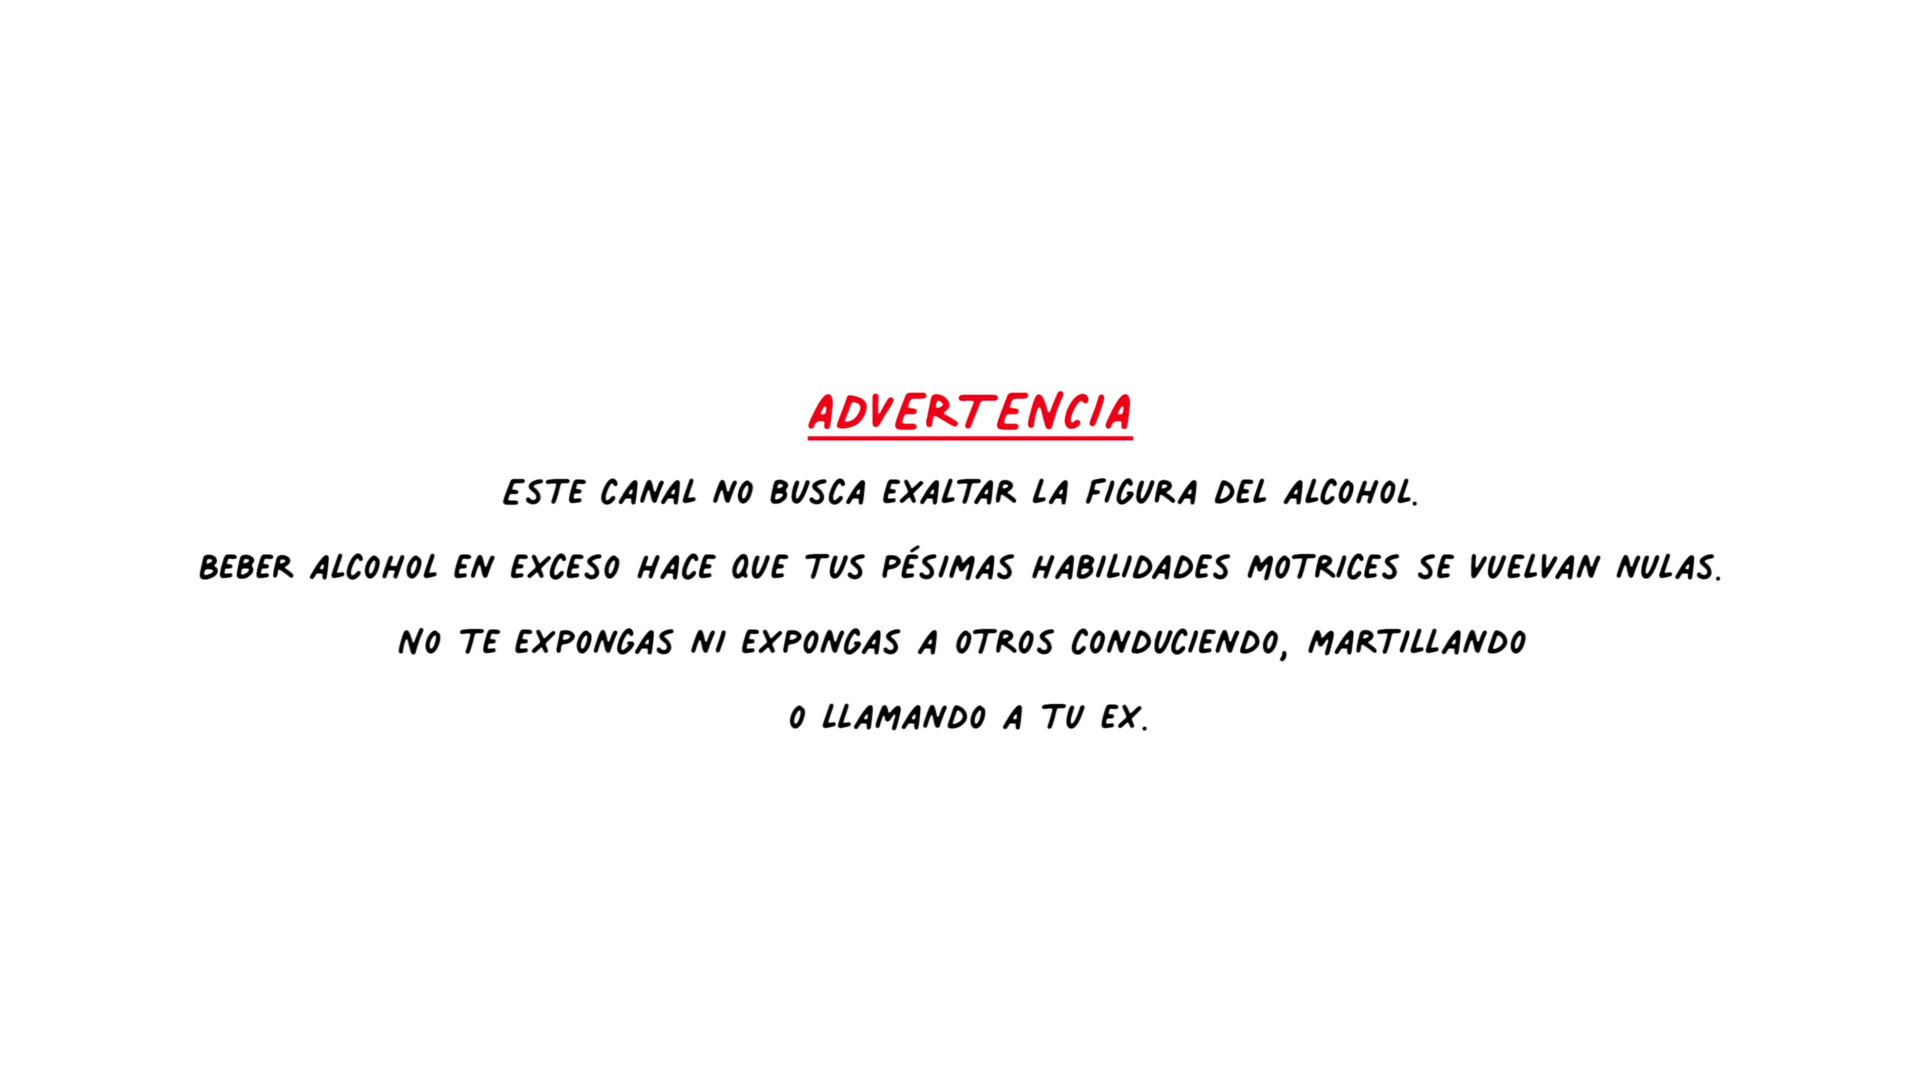 ADVERTENCIA
ESTE CANAL NO BUSCA EXALTAR LA FIGURA DEL ALCOHOL.
BEBER ALCOHOL EN EXCESO HACE QUE TUS PÉSIMAS HABILIDADES MOTRICES SE VUELVAN NULAS.
NO TE EXPONGAS NI EXPONGAS A OTROS CONDUCIENDO, MARTILLANDO
O LLAMANDO A TU EX.